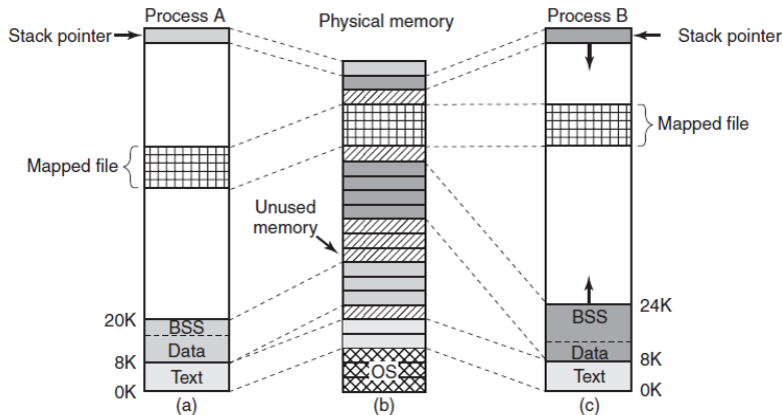 Process A
Physical memory
Process B
Stack pointer
Stack pointer
Mapped file
Mapped file
Unused
memory
20K
BSS
Data
8K
Text
0K
OS
24K
BSS
Data
8K
Text
0K
(a)
(b)
(c)